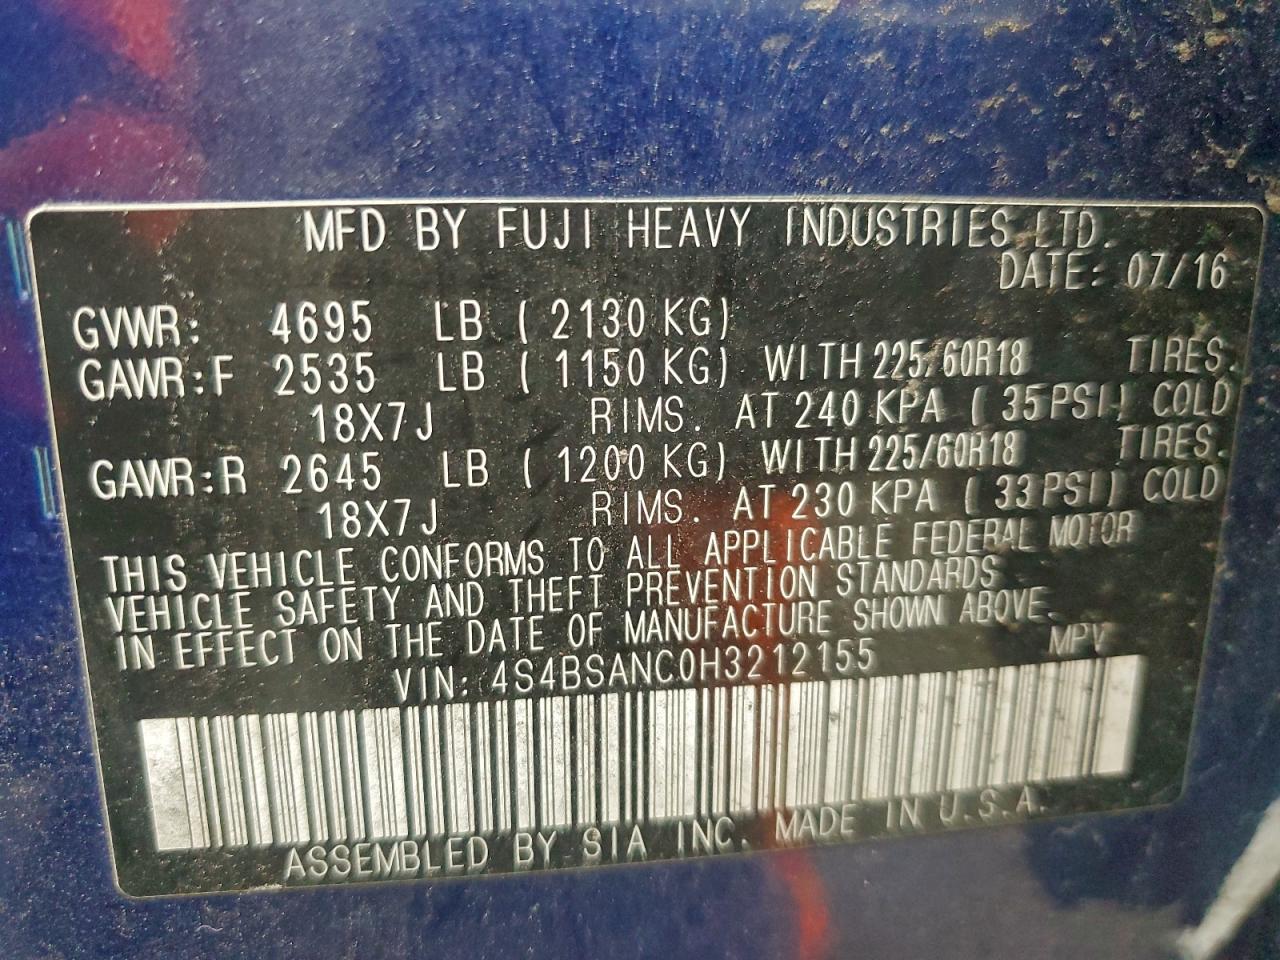 MFD BY FUJI HEAVY INDUSTRIES LTD.
DATE: 07/16
GVWR: 4695 LB ( 2130 KG)
GAWR:F 2535 LB ( 1150 KG) WITH 225/60R18 TIRES.
18X7J RIMS. AT 240 KPA ( 35PSI) COLD
GAWR:R 2645 LB ( 1200 KG) WITH 225/60R18 TIRES.
18X7J RIMS. AT 230 KPA ( 33PSI) COLD
THIS VEHICLE CONFORMS TO ALL APPLICABLE FEDERAL MOTOR
VEHICLE SAFETY AND THEFT PREVENTION STANDARDS
IN EFFECT ON THE DATE OF MANUFACTURE SHOWN ABOVE.
VIN: 4S4BSANC0H3212155 MPV
ASSEMBLED BY SIA INC. MADE IN U.S.A.